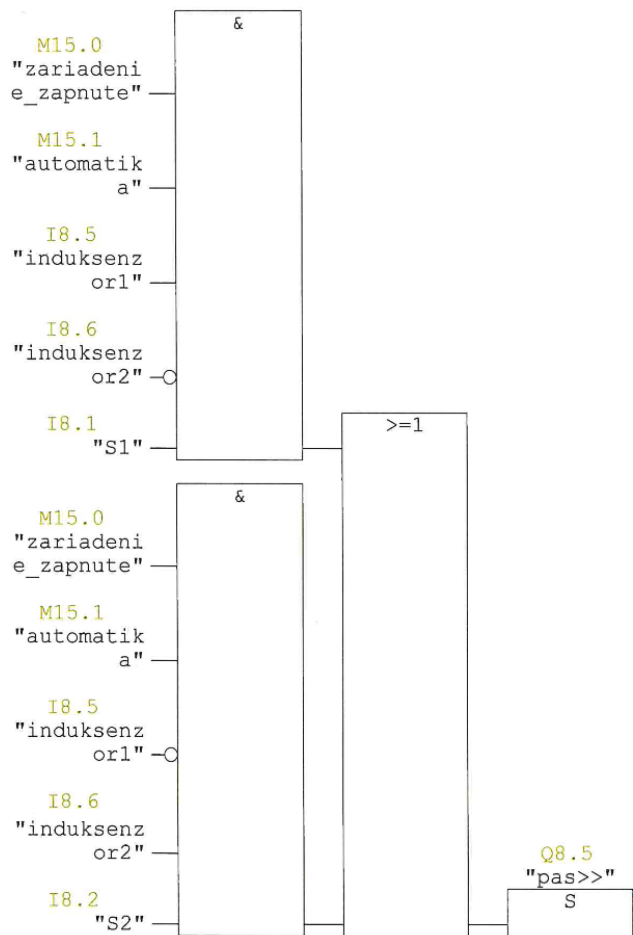 &
M15.0
"zariadeni
e_zapnute"
M15.1
"automatik
a"
I8.5
"induksenz
or1"
I8.6
"induksenz
or2"
I8.1
"S1"
>=1
&
M15.0
"zariadeni
e_zapnute"
M15.1
"automatik
a"
I8.5
"induksenz
or1"
I8.6
"induksenz
or2"
I8.2
"S2"
Q8.5
"pas>>"
S